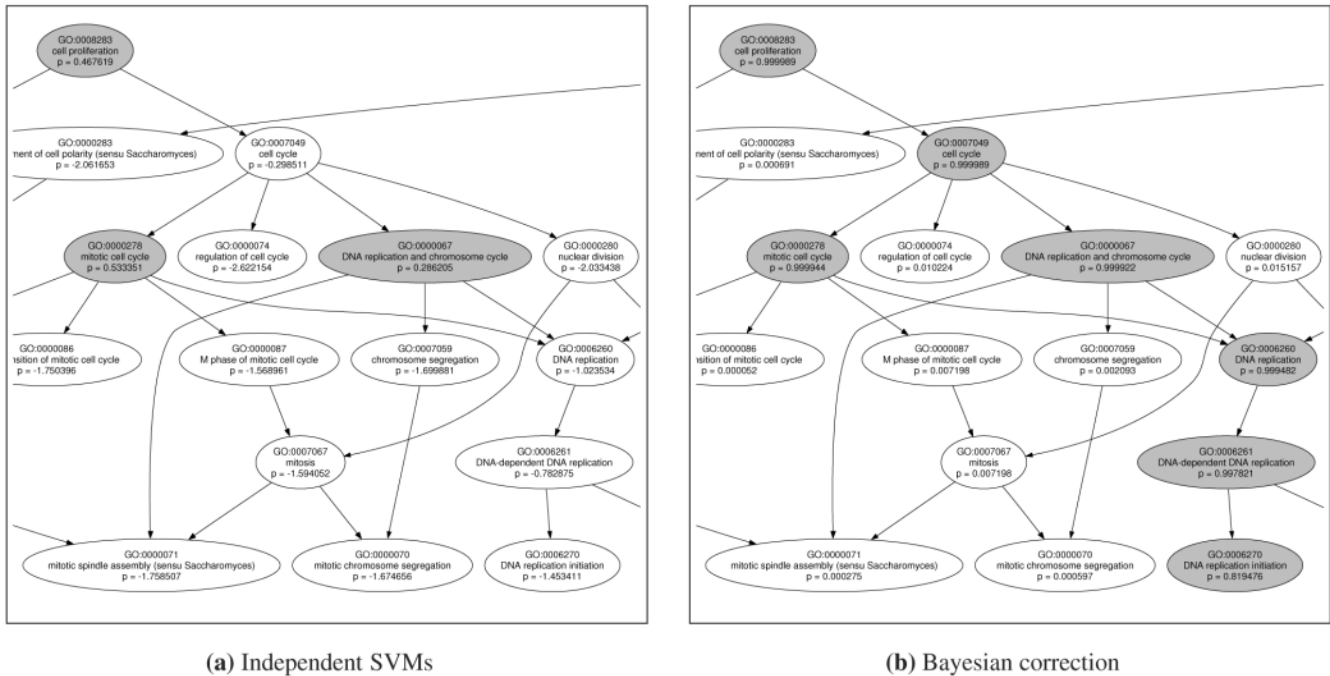 GO:0008283
cell proliferation
p = 0.467619
GO:0000283
ment of cell polarity (sensu Saccharomyces)
p = -2.061653
GO:0007049
cell cycle
p = -0.298511
GO:0000278
mitotic cell cycle
p = 0.533351
GO:0000074
regulation of cell cycle
p = -2.622154
GO:0000067
DNA replication and chromosome cycle
p = 0.286205
GO:0000280
nuclear division
p = -2.033438
GO:0000086
nsition of mitotic cell cycle
p = -1.750396
GO:0000087
M phase of mitotic cell cycle
p = -1.568961
GO:0007059
chromosome segregation
p = -1.699881
GO:0006260
DNA replication
p = -1.023534
GO:0007067
mitosis
p = -1.594052
GO:0006261
DNA-dependent DNA replication
p = -0.782875
GO:0000071
mitotic spindle assembly (sensu Saccharomyces)
p = -1.758507
GO:0000070
mitotic chromosome segregation
p = -1.674656
GO:0006270
DNA replication initiation
p = -1.453411
(a) Independent SVMs
GO:0008283
cell proliferation
p = 0.999989
GO:0000283
ment of cell polarity (sensu Saccharomyces)
p = 0.000691
GO:0007049
cell cycle
p = 0.999989
GO:0000278
mitotic cell cycle
p = 0.999944
GO:0000074
regulation of cell cycle
p = 0.010224
GO:0000067
DNA replication and chromosome cycle
p = 0.999922
GO:0000280
nuclear division
p = 0.015157
GO:0000086
nsition of mitotic cell cycle
p = 0.000052
GO:0000087
M phase of mitotic cell cycle
p = 0.007198
GO:0007059
chromosome segregation
p = 0.002093
GO:0006260
DNA replication
p = 0.999482
GO:0007067
mitosis
p = 0.007198
GO:0006261
DNA-dependent DNA replication
p = 0.997821
GO:0000071
mitotic spindle assembly (sensu Saccharomyces)
p = 0.000275
GO:0000070
mitotic chromosome segregation
p = 0.000597
GO:0006270
DNA replication initiation
p = 0.819476
(b) Bayesian correction